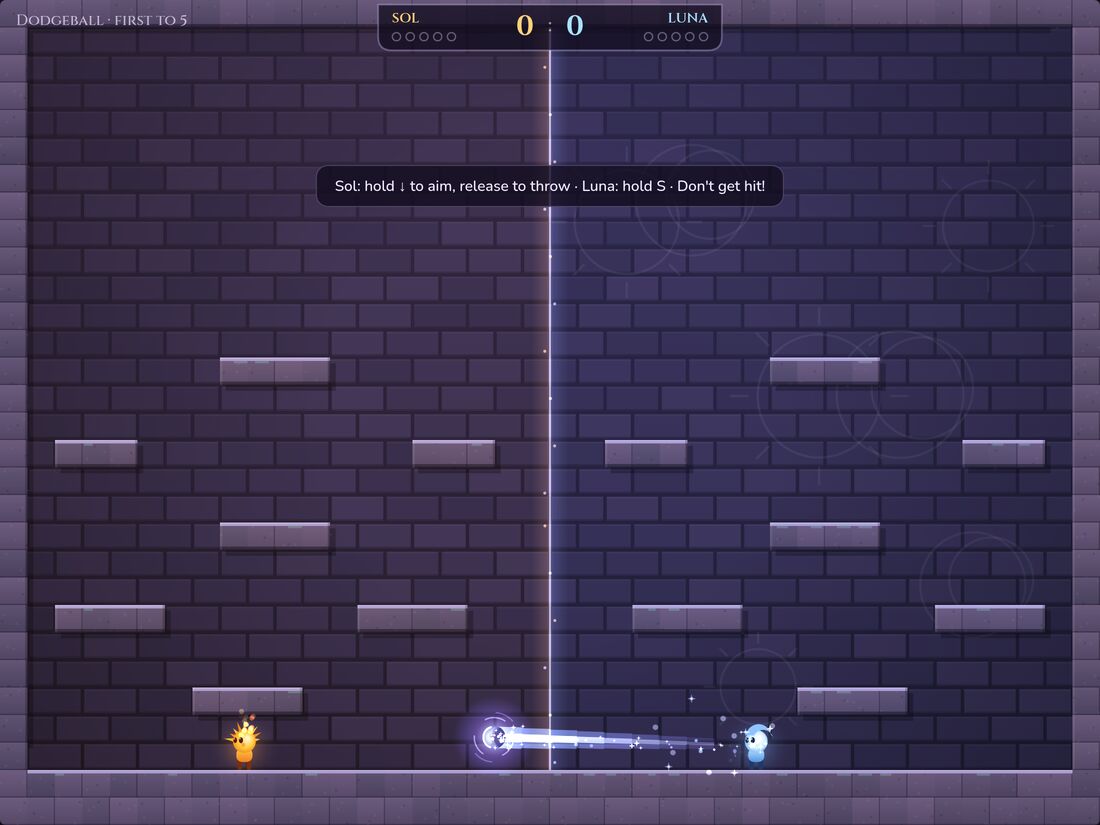 Dodgeball · first to 5
SOL
0 : 0
LUNA
Sol: hold ↓ to aim, release to throw · Luna: hold S · Don't get hit!